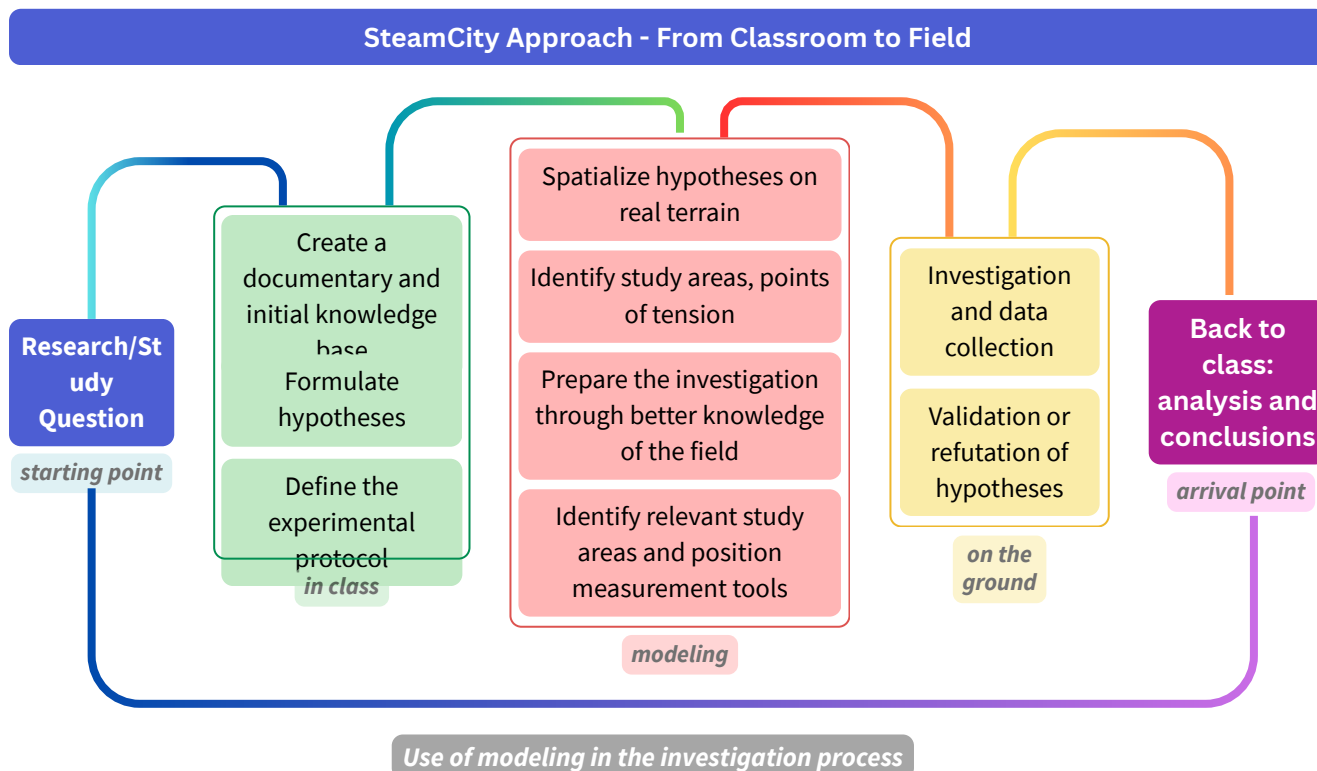 SteamCity Approach - From Classroom to Field
Research/St
udy
Question
starting point
Create a
documentary and
initial knowledge
base
Formulate
hypotheses
Define the
experimental
protocol
in class
Spatialize hypotheses on
real terrain
Identify study areas, points
of tension
Prepare the investigation
through better knowledge
of the field
Identify relevant study
areas and position
measurement tools
modeling
Investigation
and data
collection
Validation or
refutation of
hypotheses
on the
ground
Back to
class:
analysis and
conclusions
arrival point
Use of modeling in the investigation process